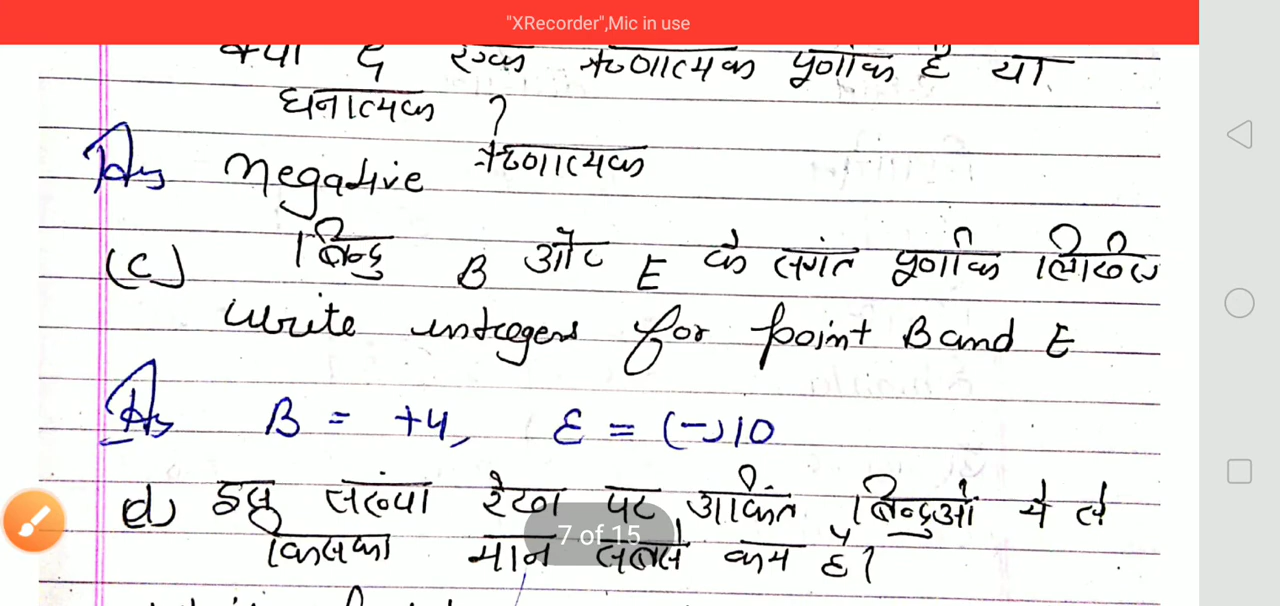 "XRecorder",Mic in use
क्या द एक ऋणात्मक पूर्णांक है या
धनात्मक ?
Ans negative ऋणात्मक
(C) बिन्दु B और E के संगत पूर्णांक लिखिए
write integers for point B and E
Ans B = +4, E = (-)10
d) इस संख्या रेखा पर अंकित बिन्दुओं में से
7 of 15
किसका मान सबसे कम है?